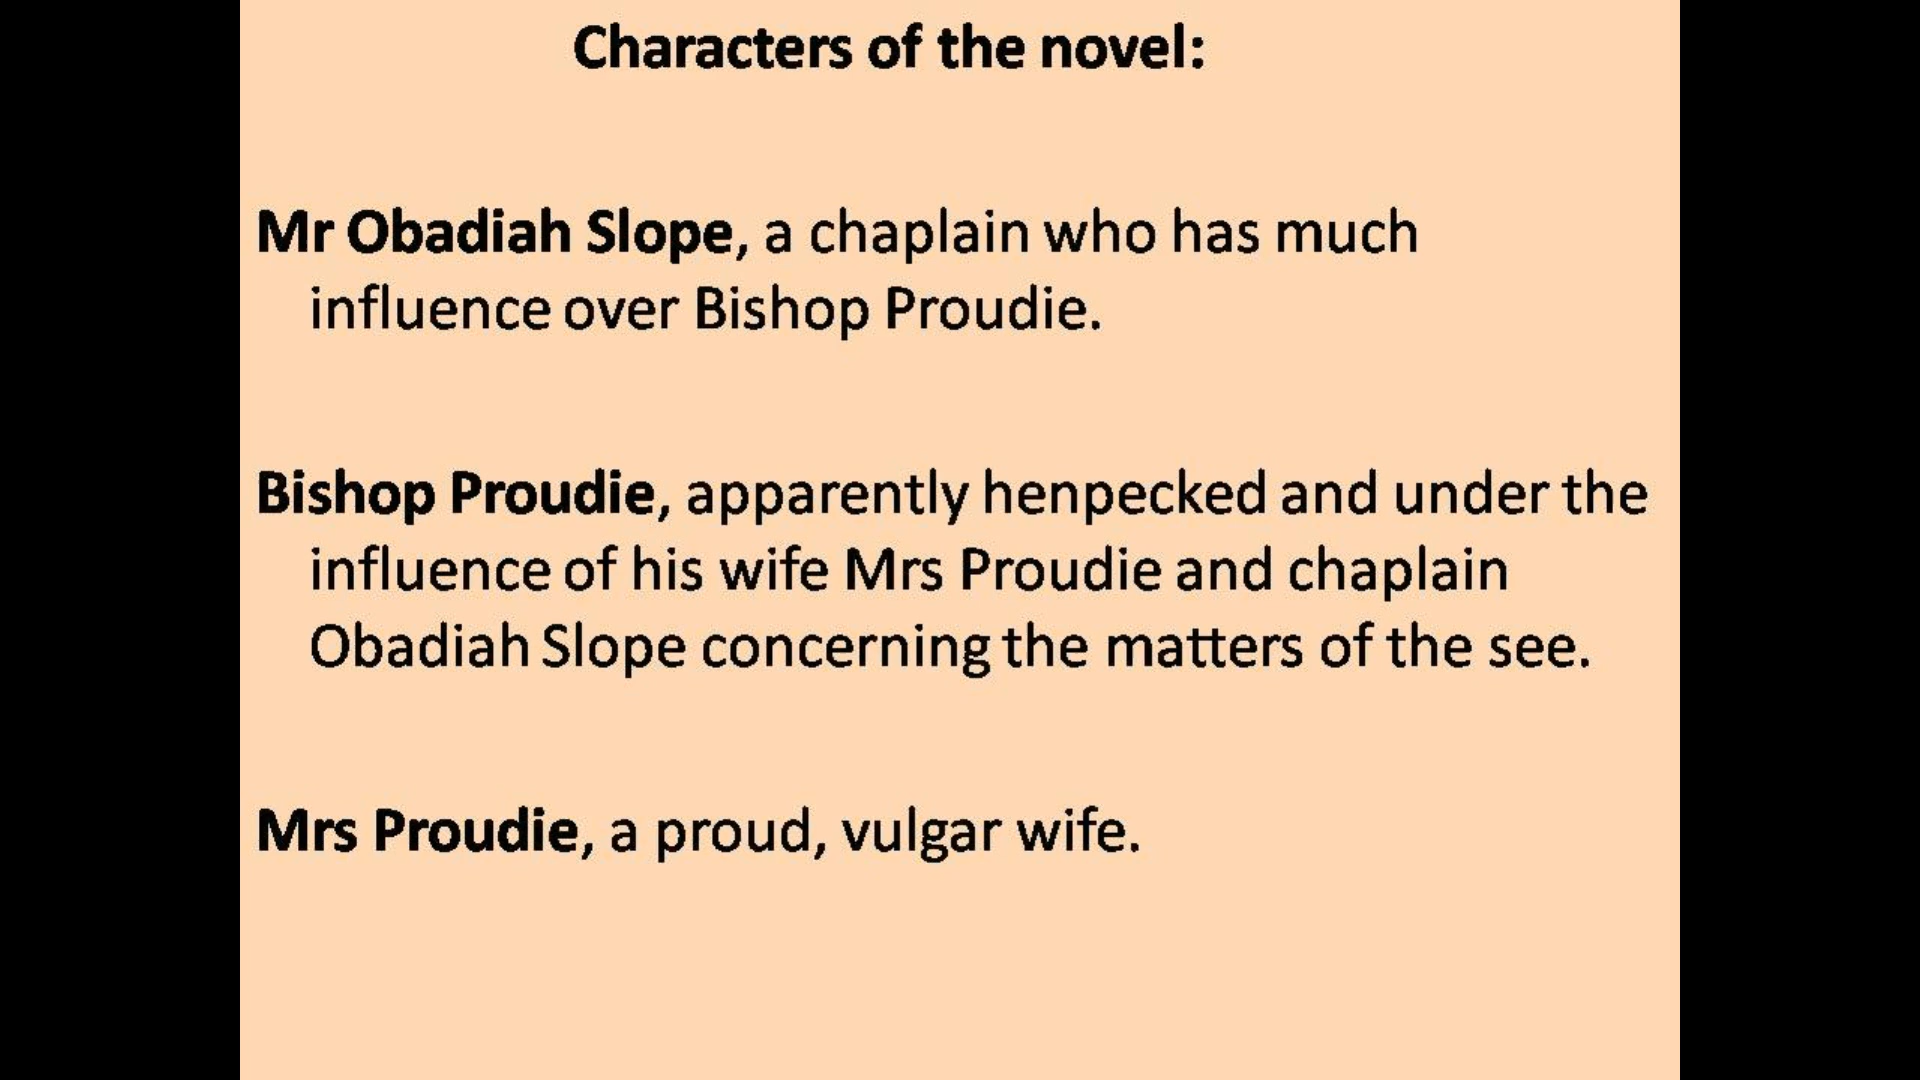 Characters of the novel:
Mr Obadiah Slope, a chaplain who has much
influence over Bishop Proudie.
Bishop Proudie, apparently henpecked and under the
influence of his wife Mrs Proudie and chaplain
Obadiah Slope concerning the matters of the see.
Mrs Proudie, a proud, vulgar wife.